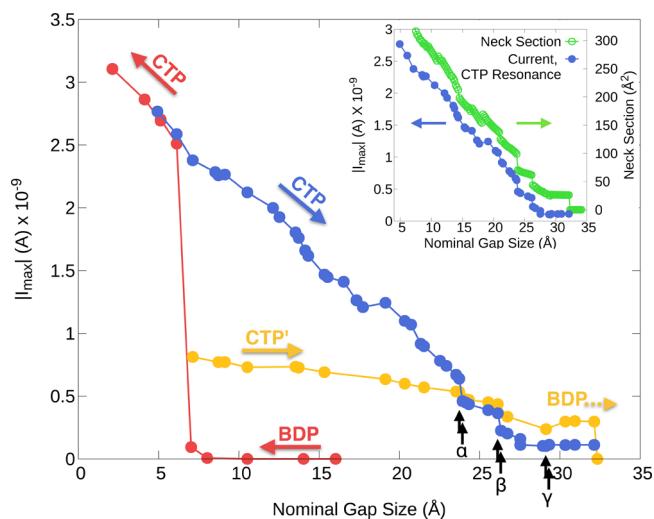 3.5
3
2.5
2
1.5
1
0.5
0
|Imax| (A) X 10-9
0 5 10 15 20 25 30 35
Nominal Gap Size (Å)
CTP
CTP
CTP'
BDP
BDP
α
β
γ
3
2.5
2
1.5
1
0.5
0
|Imax| (A) X 10-9
Neck Section
Current,
CTP Resonance
300
250
200
150
100
50
0
Neck Section (Å2)
5 10 15 20 25 30 35
Nominal Gap Size (Å)